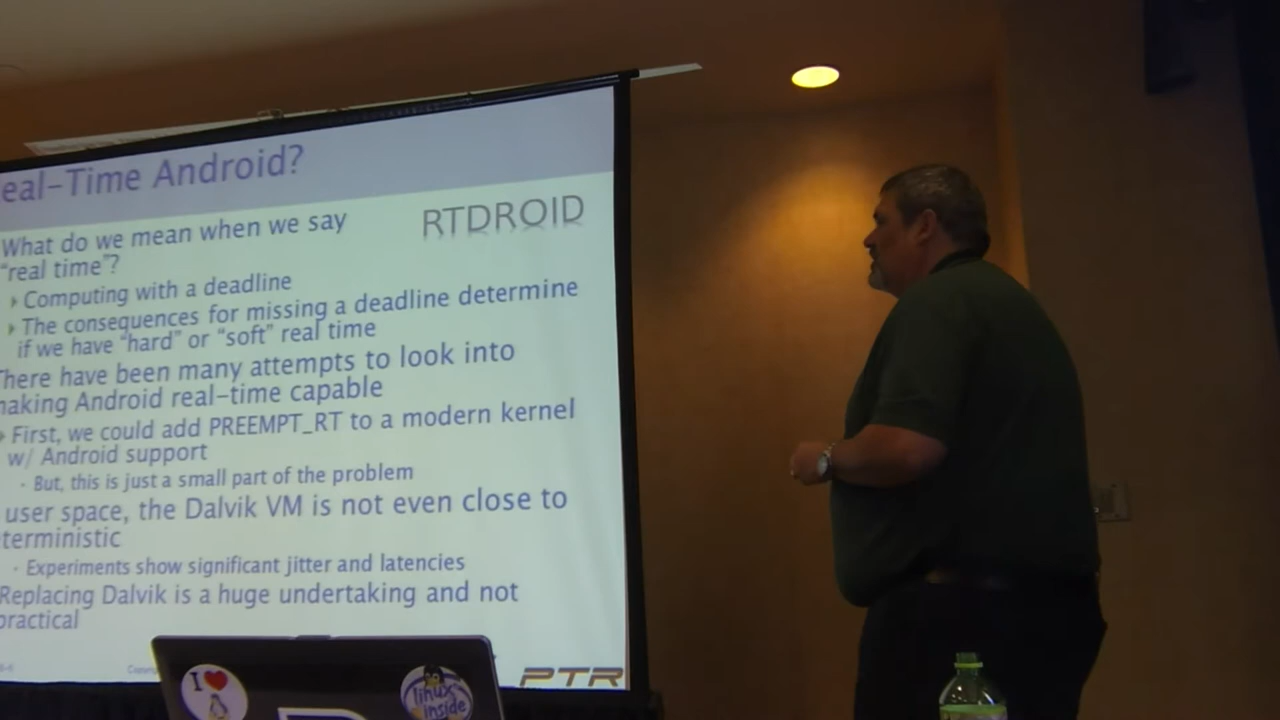 eal-Time Android?
RTDROID
What do we mean when we say
"real time"?
Computing with a deadline
The consequences for missing a deadline determine
if we have "hard" or "soft" real time
There have been many attempts to look into
making Android real-time capable
First, we could add PREEMPT_RT to a modern kernel
w/ Android support
But, this is just a small part of the problem
user space, the Dalvik VM is not even close to
terministic
Experiments show significant jitter and latencies
Replacing Dalvik is a huge undertaking and not
practical
PTR
I
linux
inside